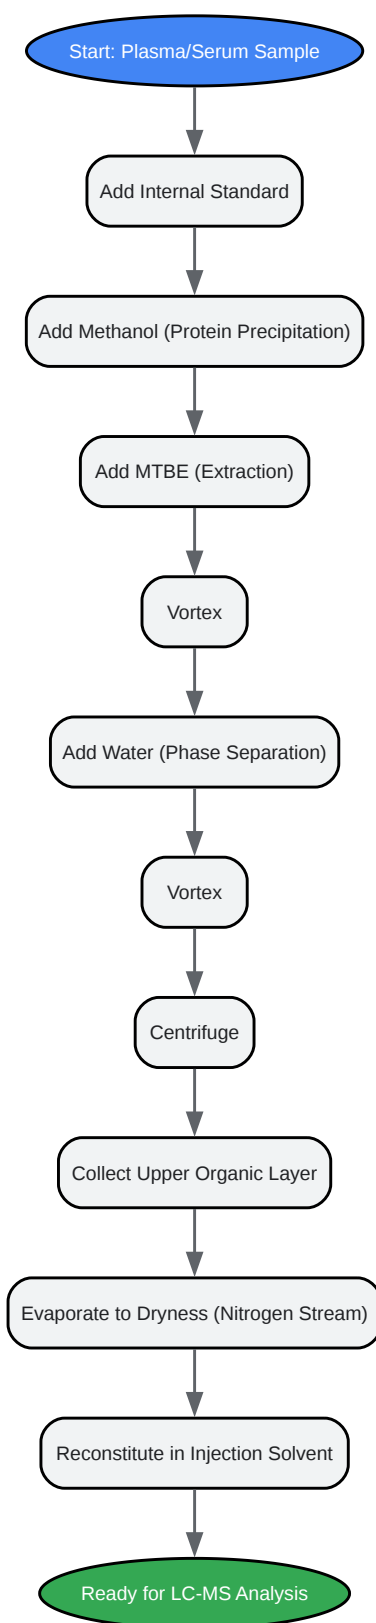 Start: Plasma/Serum Sample
Add Internal Standard
Add Methanol (Protein Precipitation)
Add MTBE (Extraction)
Vortex
Add Water (Phase Separation)
Vortex
Centrifuge
Collect Upper Organic Layer
Evaporate to Dryness (Nitrogen Stream)
Reconstitute in Injection Solvent
Ready for LC-MS Analysis